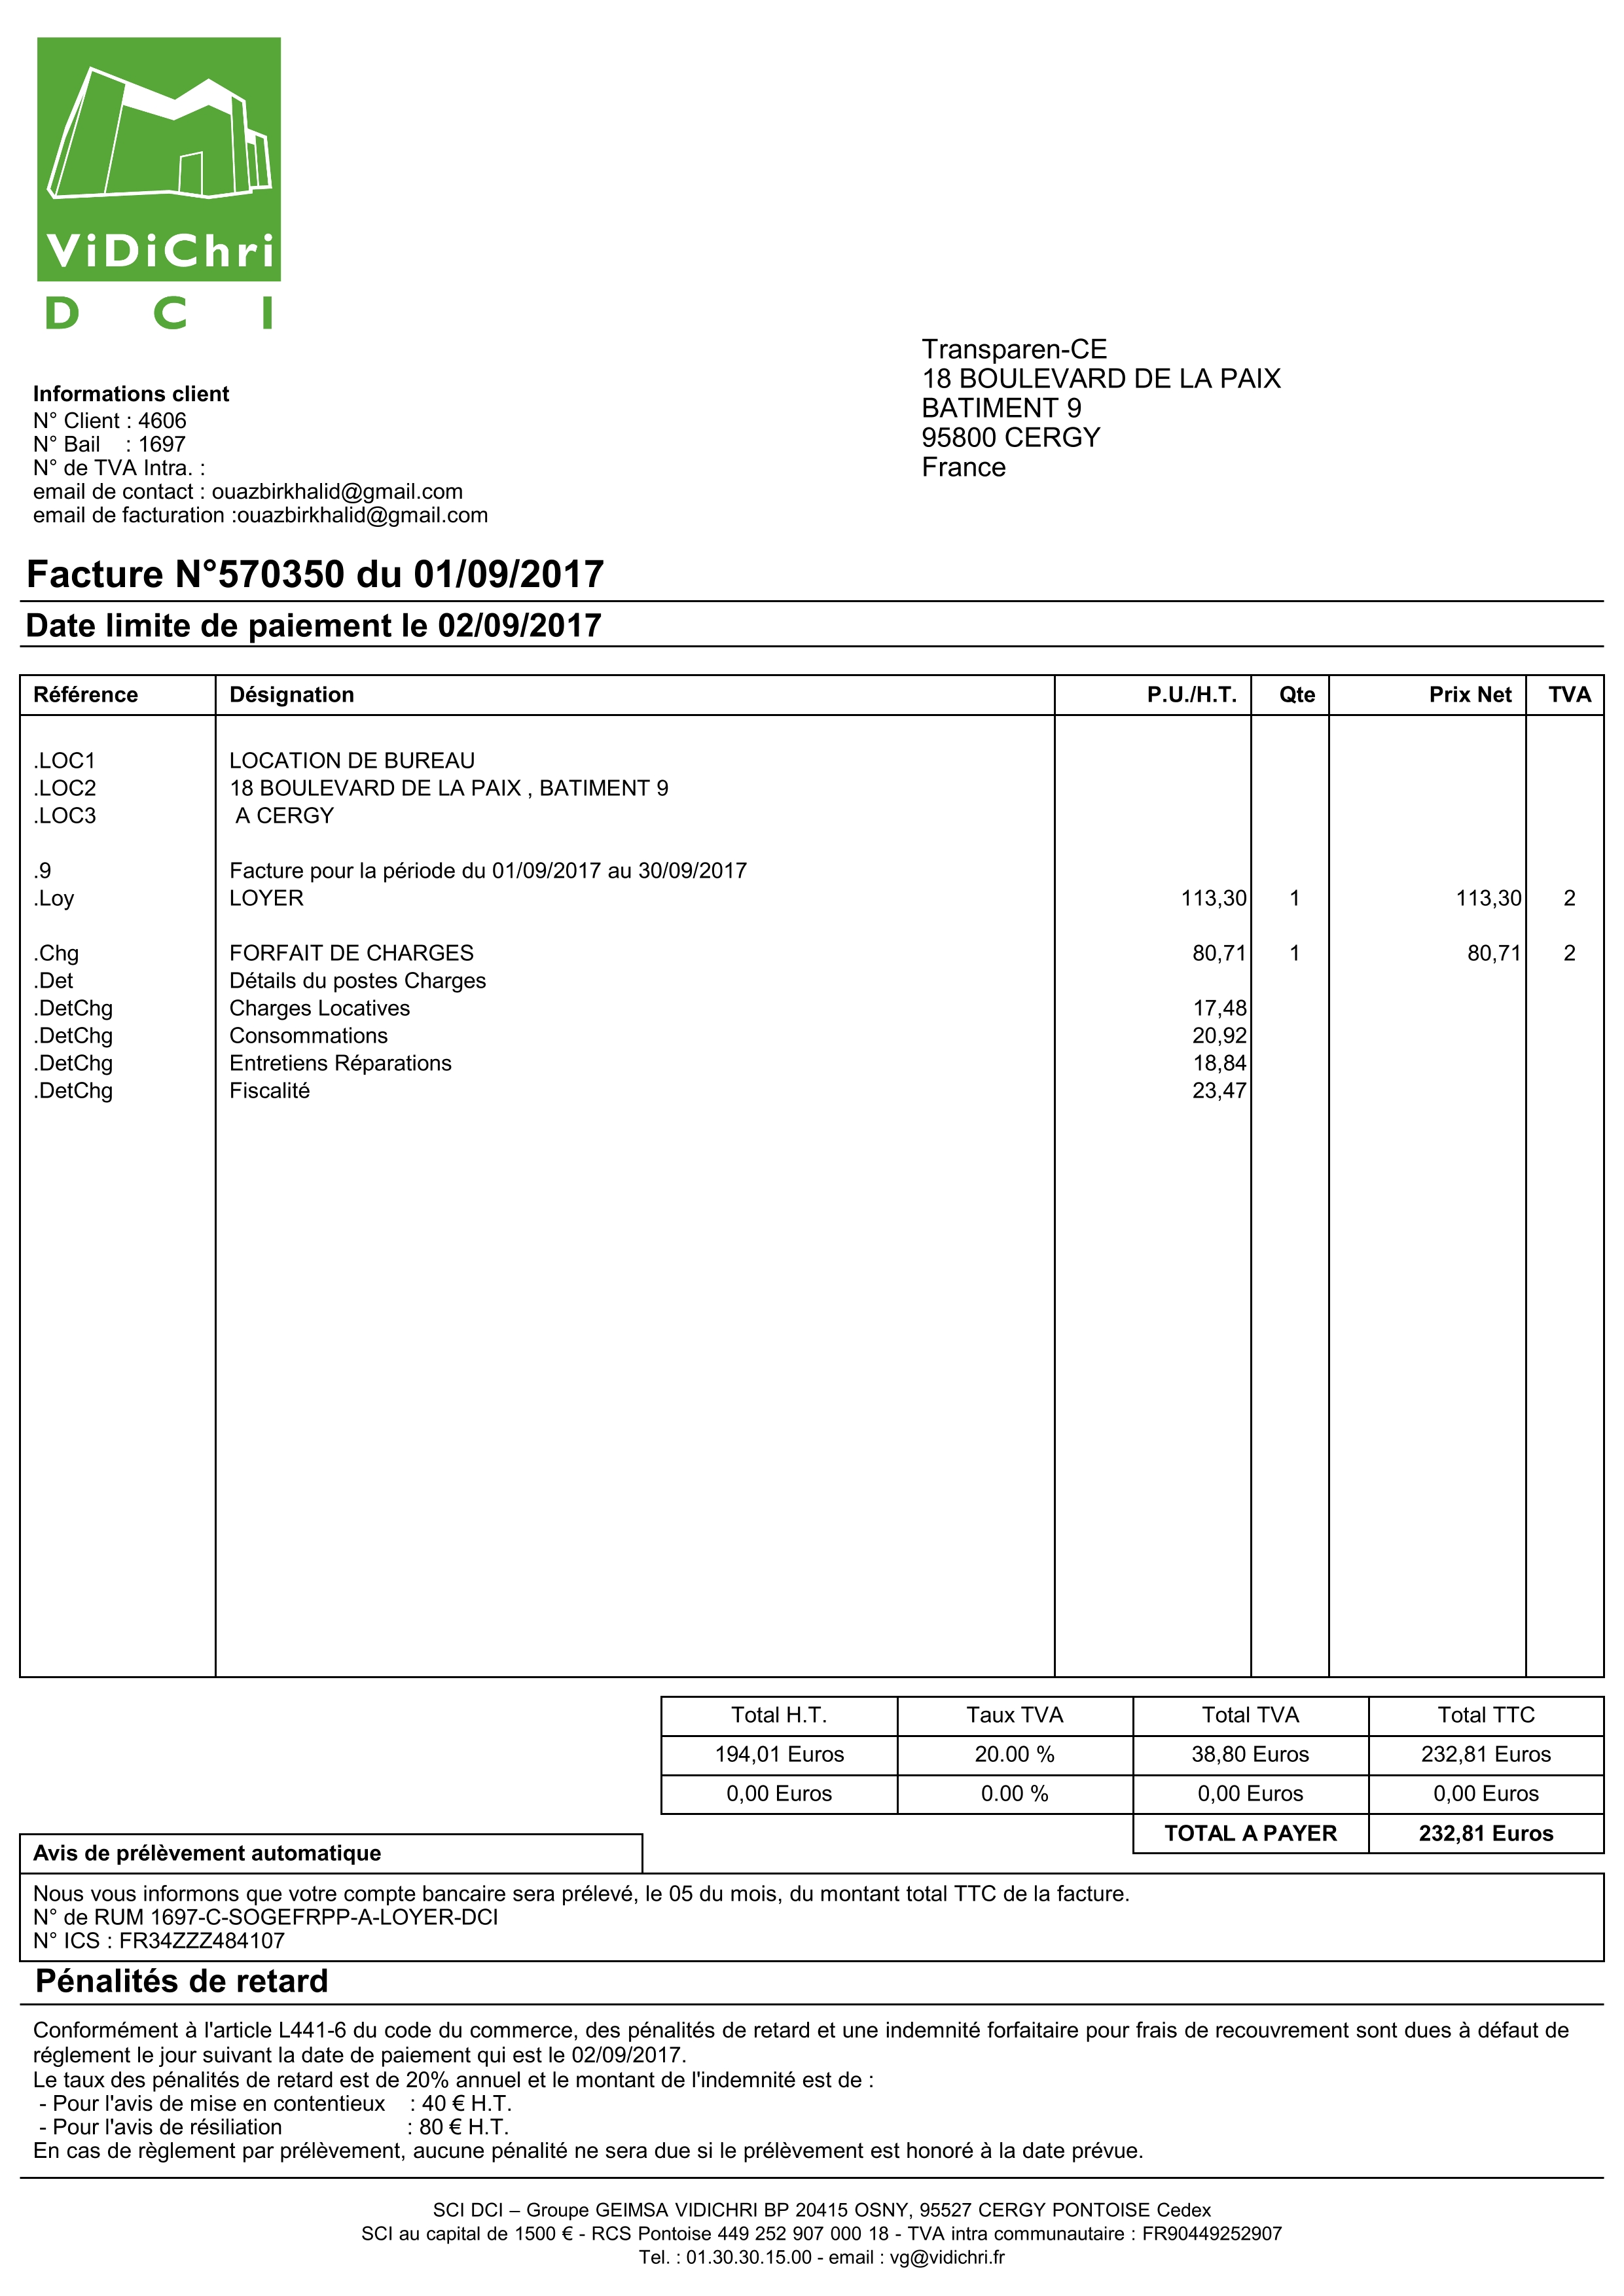 ViDiChri
D C I
Transparen-CE
18 BOULEVARD DE LA PAIX
BATIMENT 9
95800 CERGY
France
Informations client
N° Client : 4606
N° Bail : 1697
N° de TVA Intra. :
email de contact : ouazbirkhalid@gmail.com
email de facturation :ouazbirkhalid@gmail.com
Facture N°570350 du 01/09/2017
Date limite de paiement le 02/09/2017
Référence Désignation P.U./H.T. Qte Prix Net TVA
.LOC1 LOCATION DE BUREAU
.LOC2 18 BOULEVARD DE LA PAIX , BATIMENT 9
.LOC3 A CERGY
.9 Facture pour la période du 01/09/2017 au 30/09/2017
.Loy LOYER 113,30 1 113,30 2
.Chg FORFAIT DE CHARGES 80,71 1 80,71 2
.Det Détails du postes Charges
.DetChg Charges Locatives 17,48
.DetChg Consommations 20,92
.DetChg Entretiens Réparations 18,84
.DetChg Fiscalité 23,47
Total H.T. Taux TVA Total TVA Total TTC
194,01 Euros 20.00 % 38,80 Euros 232,81 Euros
0,00 Euros 0.00 % 0,00 Euros 0,00 Euros
TOTAL A PAYER 232,81 Euros
Avis de prélèvement automatique
Nous vous informons que votre compte bancaire sera prélevé, le 05 du mois, du montant total TTC de la facture.
N° de RUM 1697-C-SOGEFRPP-A-LOYER-DCI
N° ICS : FR34ZZZ484107
Pénalités de retard
Conformément à l'article L441-6 du code du commerce, des pénalités de retard et une indemnité forfaitaire pour frais de recouvrement sont dues à défaut de
réglement le jour suivant la date de paiement qui est le 02/09/2017.
Le taux des pénalités de retard est de 20% annuel et le montant de l'indemnité est de :
- Pour l'avis de mise en contentieux : 40 € H.T.
- Pour l'avis de résiliation : 80 € H.T.
En cas de règlement par prélèvement, aucune pénalité ne sera due si le prélèvement est honoré à la date prévue.
SCI DCI – Groupe GEIMSA VIDICHRI BP 20415 OSNY, 95527 CERGY PONTOISE Cedex
SCI au capital de 1500 € - RCS Pontoise 449 252 907 000 18 - TVA intra communautaire : FR90449252907
Tel. : 01.30.30.15.00 - email : vg@vidichri.fr